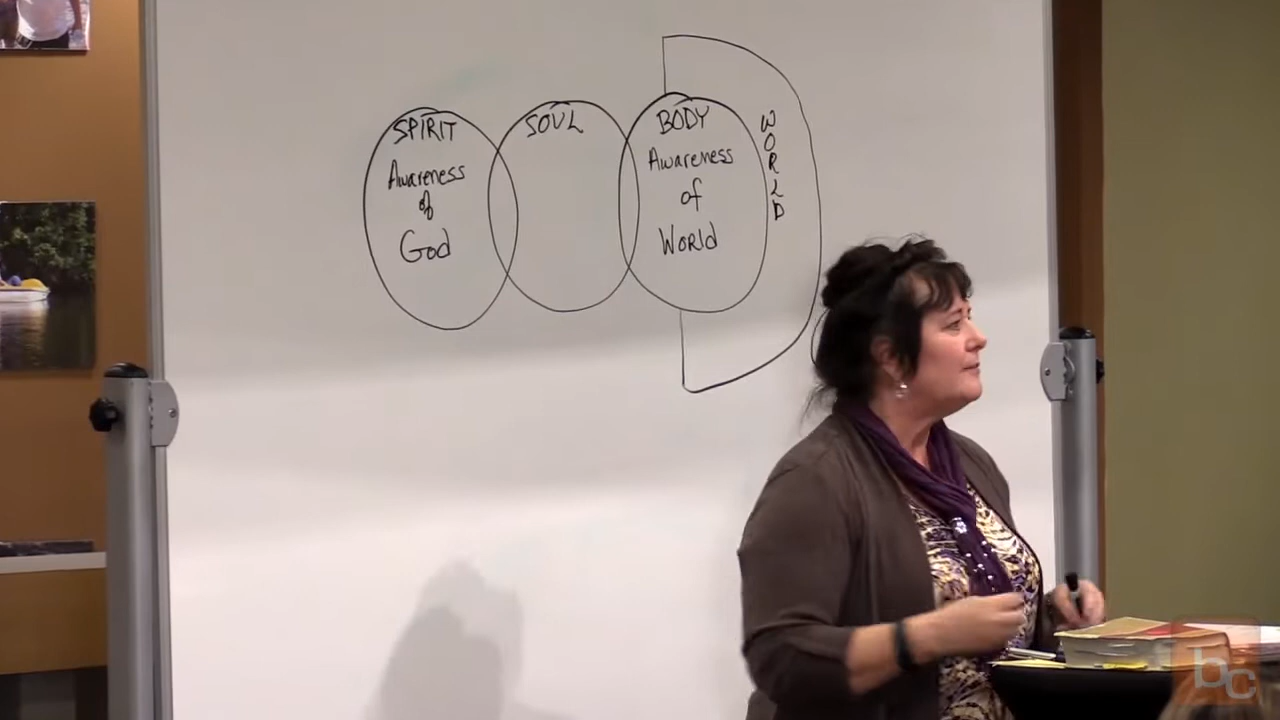 SPIRIT
Awareness
of
God
SOUL
BODY
Awareness
of
World
WORLD
bc